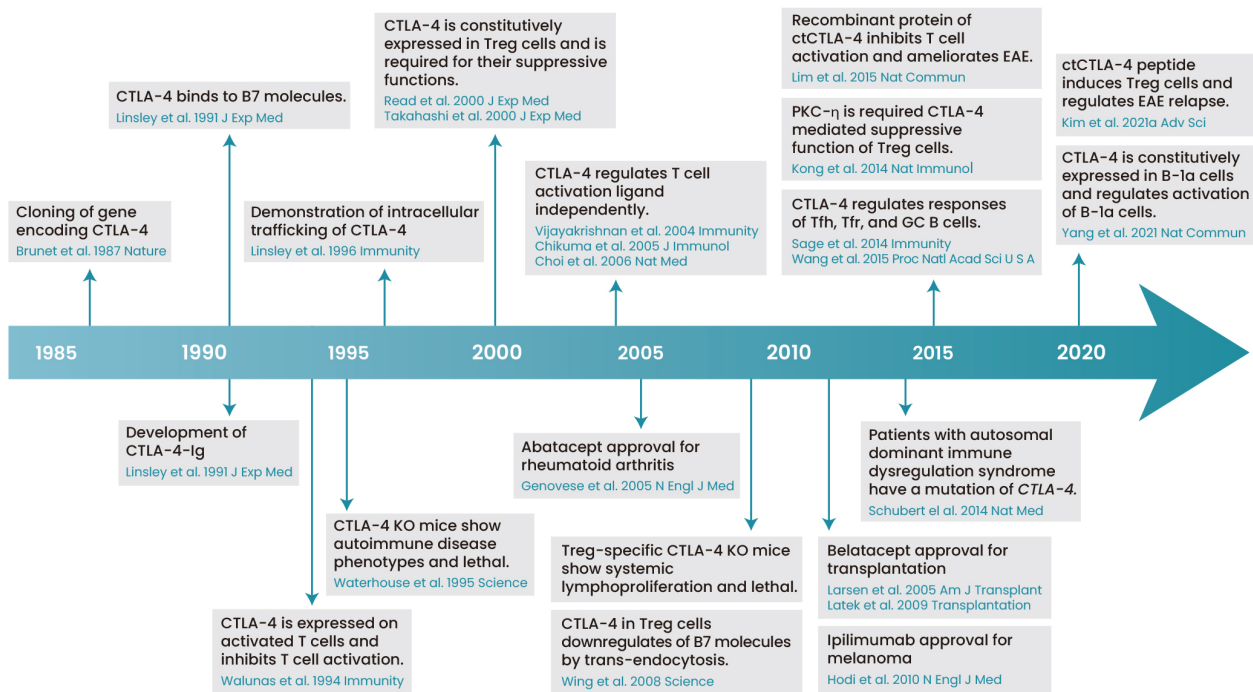 CTLA-4 is constitutively
expressed in Treg cells and is
required for their suppressive
functions.
Read et al. 2000 J Exp Med
Takahashi et al. 2000 J Exp Med
Recombinant protein of
ctCTLA-4 inhibits T cell
activation and ameliorates EAE.
Lim et al. 2015 Nat Commun
ctCTLA-4 peptide
induces Treg cells and
regulates EAE relapse.
Kim et al. 2021a Adv Sci
CTLA-4 binds to B7 molecules.
Linsley et al. 1991 J Exp Med
PKC-η is required CTLA-4
mediated suppressive
function of Treg cells.
Kong et al. 2014 Nat Immunol
CTLA-4 is constitutively
expressed in B-1a cells
and regulates activation
of B-1a cells.
Yang et al. 2021 Nat Commun
CTLA-4 regulates T cell
activation ligand
independently.
Vijayakrishnan et al. 2004 Immunity
Chikuma et al. 2005 J Immunol
Choi et al. 2006 Nat Med
CTLA-4 regulates responses
of Tfh, Tfr, and GC B cells.
Sage et al. 2014 Immunity
Wang et al. 2015 Proc Natl Acad Sci U S A
Cloning of gene
encoding CTLA-4
Brunet et al. 1987 Nature
Demonstration of intracellular
trafficking of CTLA-4
Linsley et al. 1996 Immunity
1985
1990
1995
2000
2005
2010
2015
2020
Development of
CTLA-4-Ig
Linsley et al. 1991 J Exp Med
Abatacept approval for
rheumatoid arthritis
Genovese et al. 2005 N Engl J Med
Patients with autosomal
dominant immune
dysregulation syndrome
have a mutation of CTLA-4.
Schubert el al. 2014 Nat Med
CTLA-4 KO mice show
autoimmune disease
phenotypes and lethal.
Waterhouse et al. 1995 Science
Treg-specific CTLA-4 KO mice
show systemic
lymphoproliferation and lethal.
Belatacept approval for
transplantation
Larsen et al. 2005 Am J Transplant
Latek et al. 2009 Transplantation
CTLA-4 is expressed on
activated T cells and
inhibits T cell activation.
Walunas et al. 1994 Immunity
CTLA-4 in Treg cells
downregulates of B7 molecules
by trans-endocytosis.
Wing et al. 2008 Science
Ipilimumab approval for
melanoma
Hodi et al. 2010 N Engl J Med